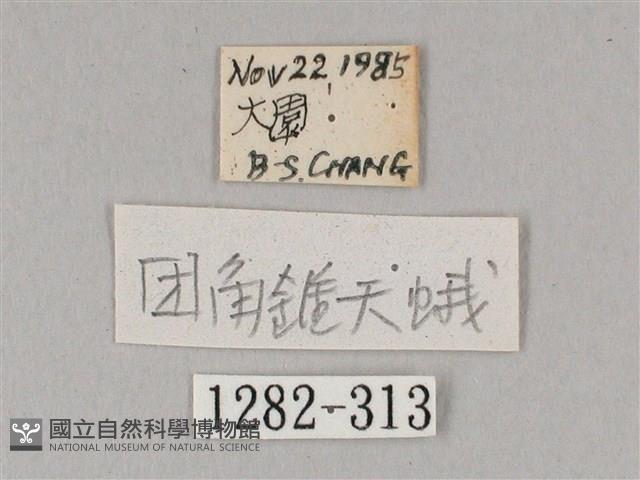 Nov 22 1985
大園
B-S. CHANG
团角錐天蛾
1282-313
國立自然科學博物館
NATIONAL MUSEUM OF NATURAL SCIENCE